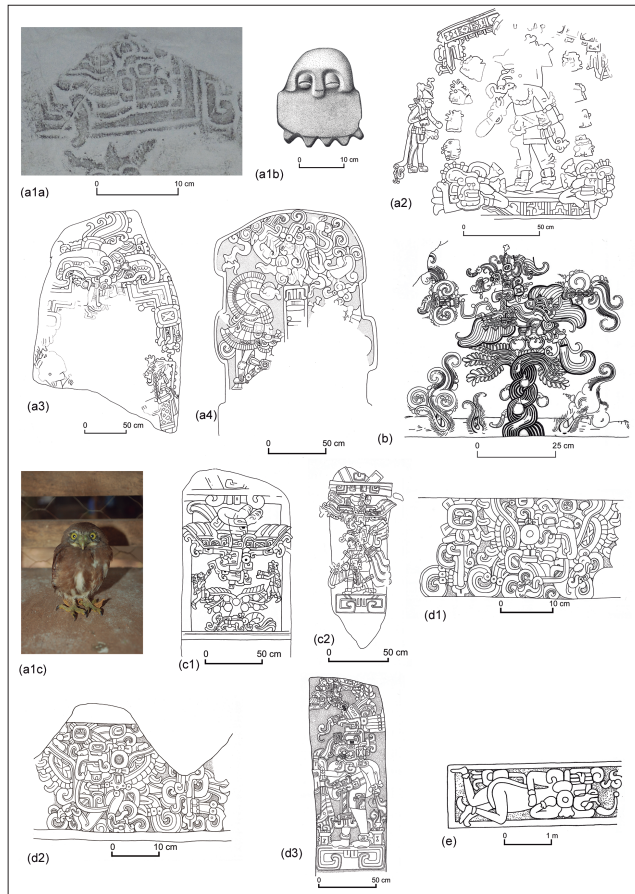 0 10 cm
(a1a)
0 10 cm
(a1b)
(a2)
0 50 cm
(a3)
0 50 cm
(a4)
0 50 cm
(b)
0 25 cm
(a1c)
(c1)
0 50 cm
(c2)
0 50 cm
(d1)
0 10 cm
(d2)
0 10 cm
(d3)
0 50 cm
(e)
0 1 m